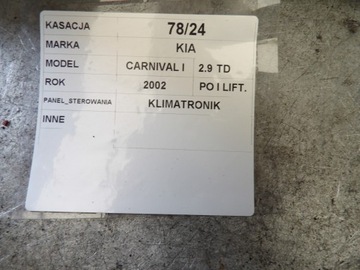 KASACJA 78/24
MARKA KIA
MODEL CARNIVAL I 2.9 TD
ROK 2002 PO I LIFT.
PANEL_STEROWANIA KLIMATRONIK
INNE